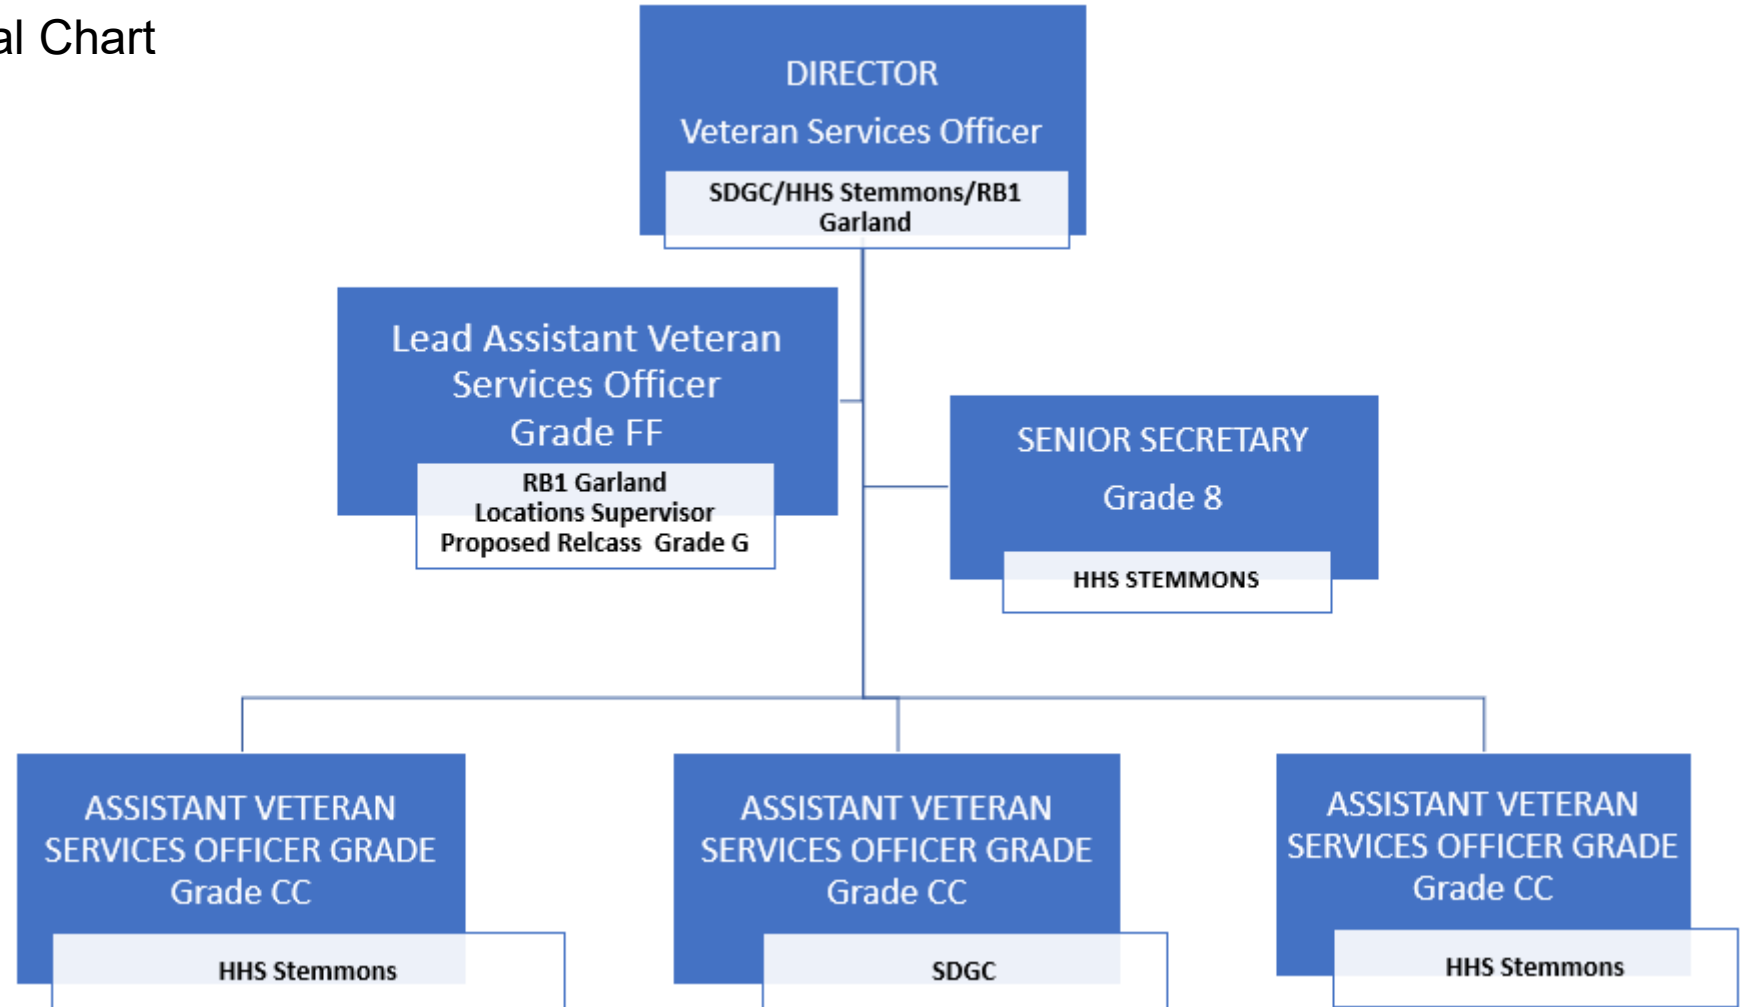 al Chart
DIRECTOR
Veteran Services Officer
SDGC/HHS Stemmons/RB1
Garland
Lead Assistant Veteran
Services Officer
Grade FF
RB1 Garland
Locations Supervisor
Proposed Relcass Grade G
SENIOR SECRETARY
Grade 8
HHS STEMMONS
ASSISTANT VETERAN
SERVICES OFFICER GRADE
Grade CC
HHS Stemmons
ASSISTANT VETERAN
SERVICES OFFICER GRADE
Grade CC
SDGC
ASSISTANT VETERAN
SERVICES OFFICER GRADE
Grade CC
HHS Stemmons